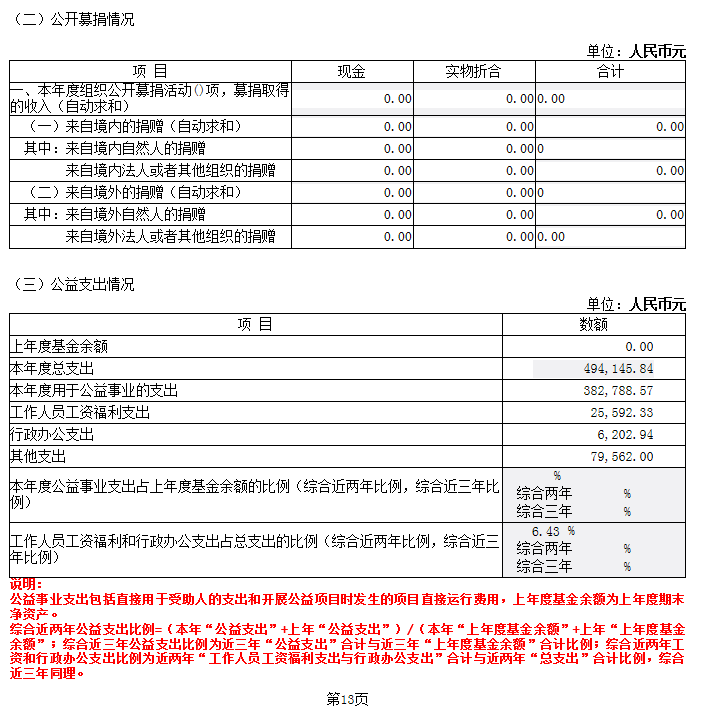 （二）公开募捐情况
单位：人民币元
项 目 现金 实物折合 合计
一、本年度组织公开募捐活动()项，募捐取得
的收入（自动求和） 0.00 0.00 0.00
（一）来自境内的捐赠（自动求和） 0.00 0.00 0.00
其中：来自境内自然人的捐赠 0.00 0.00 0
来自境内法人或者其他组织的捐赠 0.00 0.00 0.00
（二）来自境外的捐赠（自动求和） 0.00 0.00 0
其中：来自境外自然人的捐赠 0.00 0.00 0.00
来自境外法人或者其他组织的捐赠 0.00 0.00 0.00
（三）公益支出情况
单位：人民币元
项 目 数额
上年度基金余额 0.00
本年度总支出 494,145.84
本年度用于公益事业的支出 382,788.57
工作人员工资福利支出 25,592.33
行政办公支出 6,202.94
其他支出 79,562.00
本年度公益事业支出占上年度基金余额的比例（综合近两年比例，综合近三年比
例）
%
综合两年 %
综合三年 %
工作人员工资福利和行政办公支出占总支出的比例（综合近两年比例，综合近三
年比例）
6.43 %
综合两年 %
综合三年 %
说明：
公益事业支出包括直接用于受助人的支出和开展公益项目时发生的项目直接运行费用，上年度基金余额为上年度期末
净资产。
综合近两年公益支出比例=（本年“公益支出”+上年“公益支出”）/（本年“上年度基金余额”+上年“上年度基金
余额”；综合近三年公益支出比例为近三年“公益支出”合计与近三年“上年度基金余额”合计比例；综合近两年工
资和行政办公支出比例为近两年“工作人员工资福利支出与行政办公支出”合计与近两年“总支出”合计比例，综合
近三年同理。
第13页